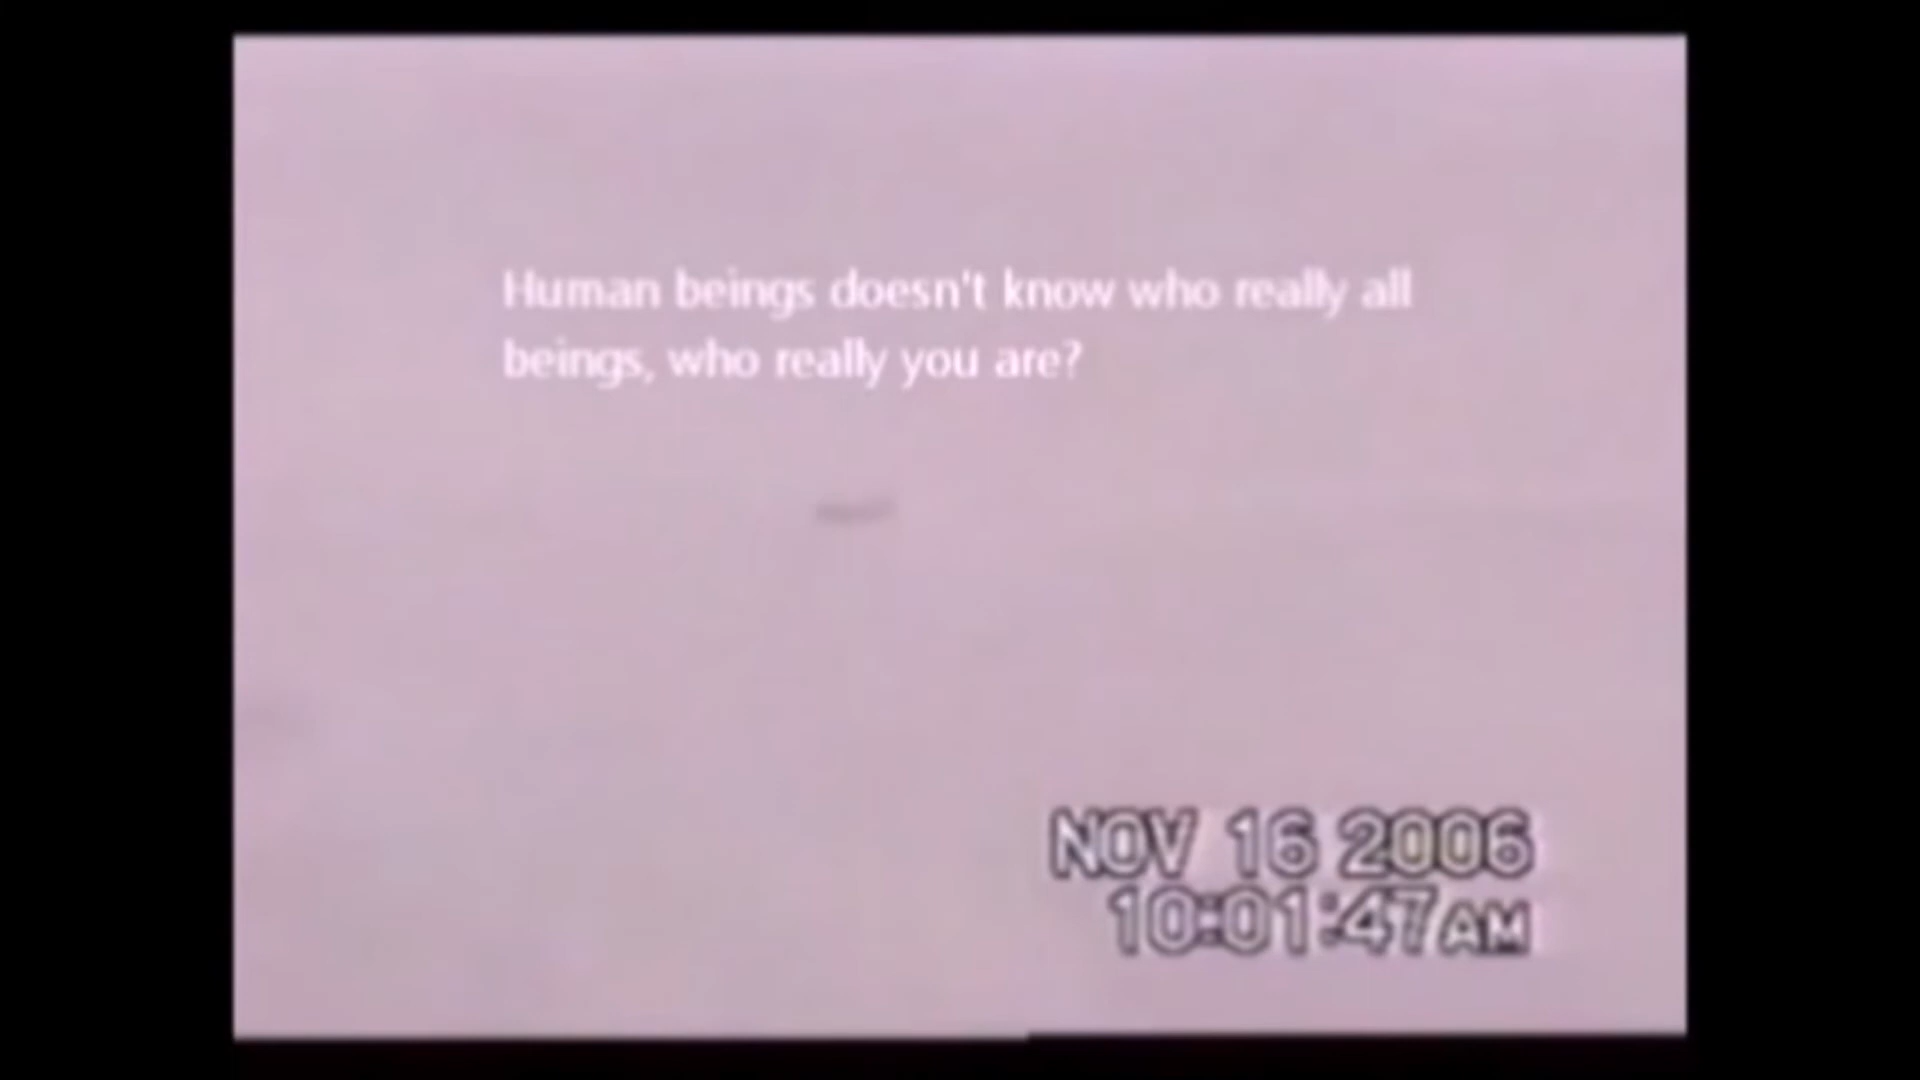 Human beings doesn't know who really all
beings, who really you are?
NOV 16 2006
10:01:47AM